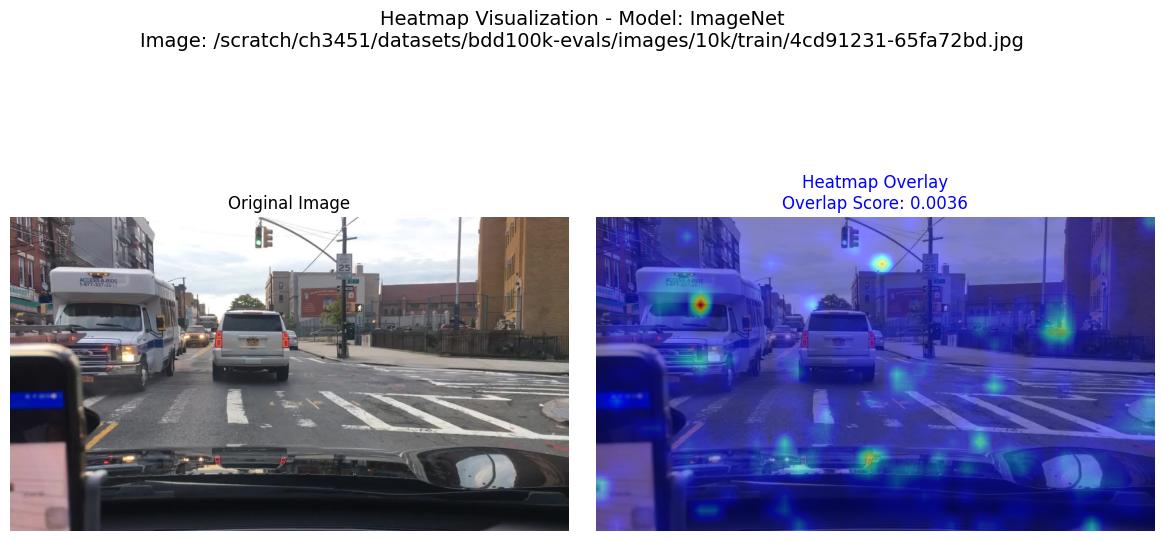 Heatmap Visualization - Model: ImageNet
Image: /scratch/ch3451/datasets/bdd100k-evals/images/10k/train/4cd91231-65fa72bd.jpg
Original Image
Heatmap Overlay
Overlap Score: 0.0036
25
25